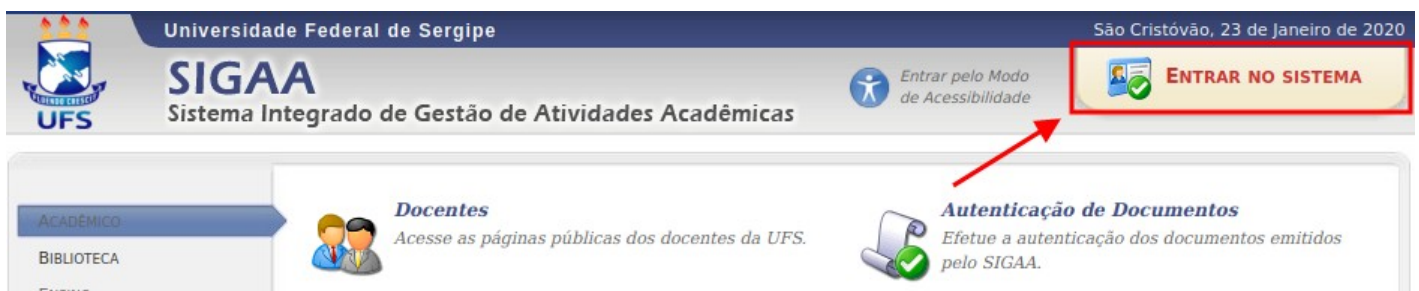 Universidade Federal de Sergipe
São Cristóvão, 23 de Janeiro de 2020
SIGAA
Sistema Integrado de Gestão de Atividades Acadêmicas
UFS
Entrar pelo Modo
de Acessibilidade
ENTRAR NO SISTEMA
ACADÊMICO
BIBLIOTECA
Docentes
Acesse as páginas públicas dos docentes da UFS.
Autenticação de Documentos
Efetue a autenticação dos documentos emitidos
pelo SIGAA.